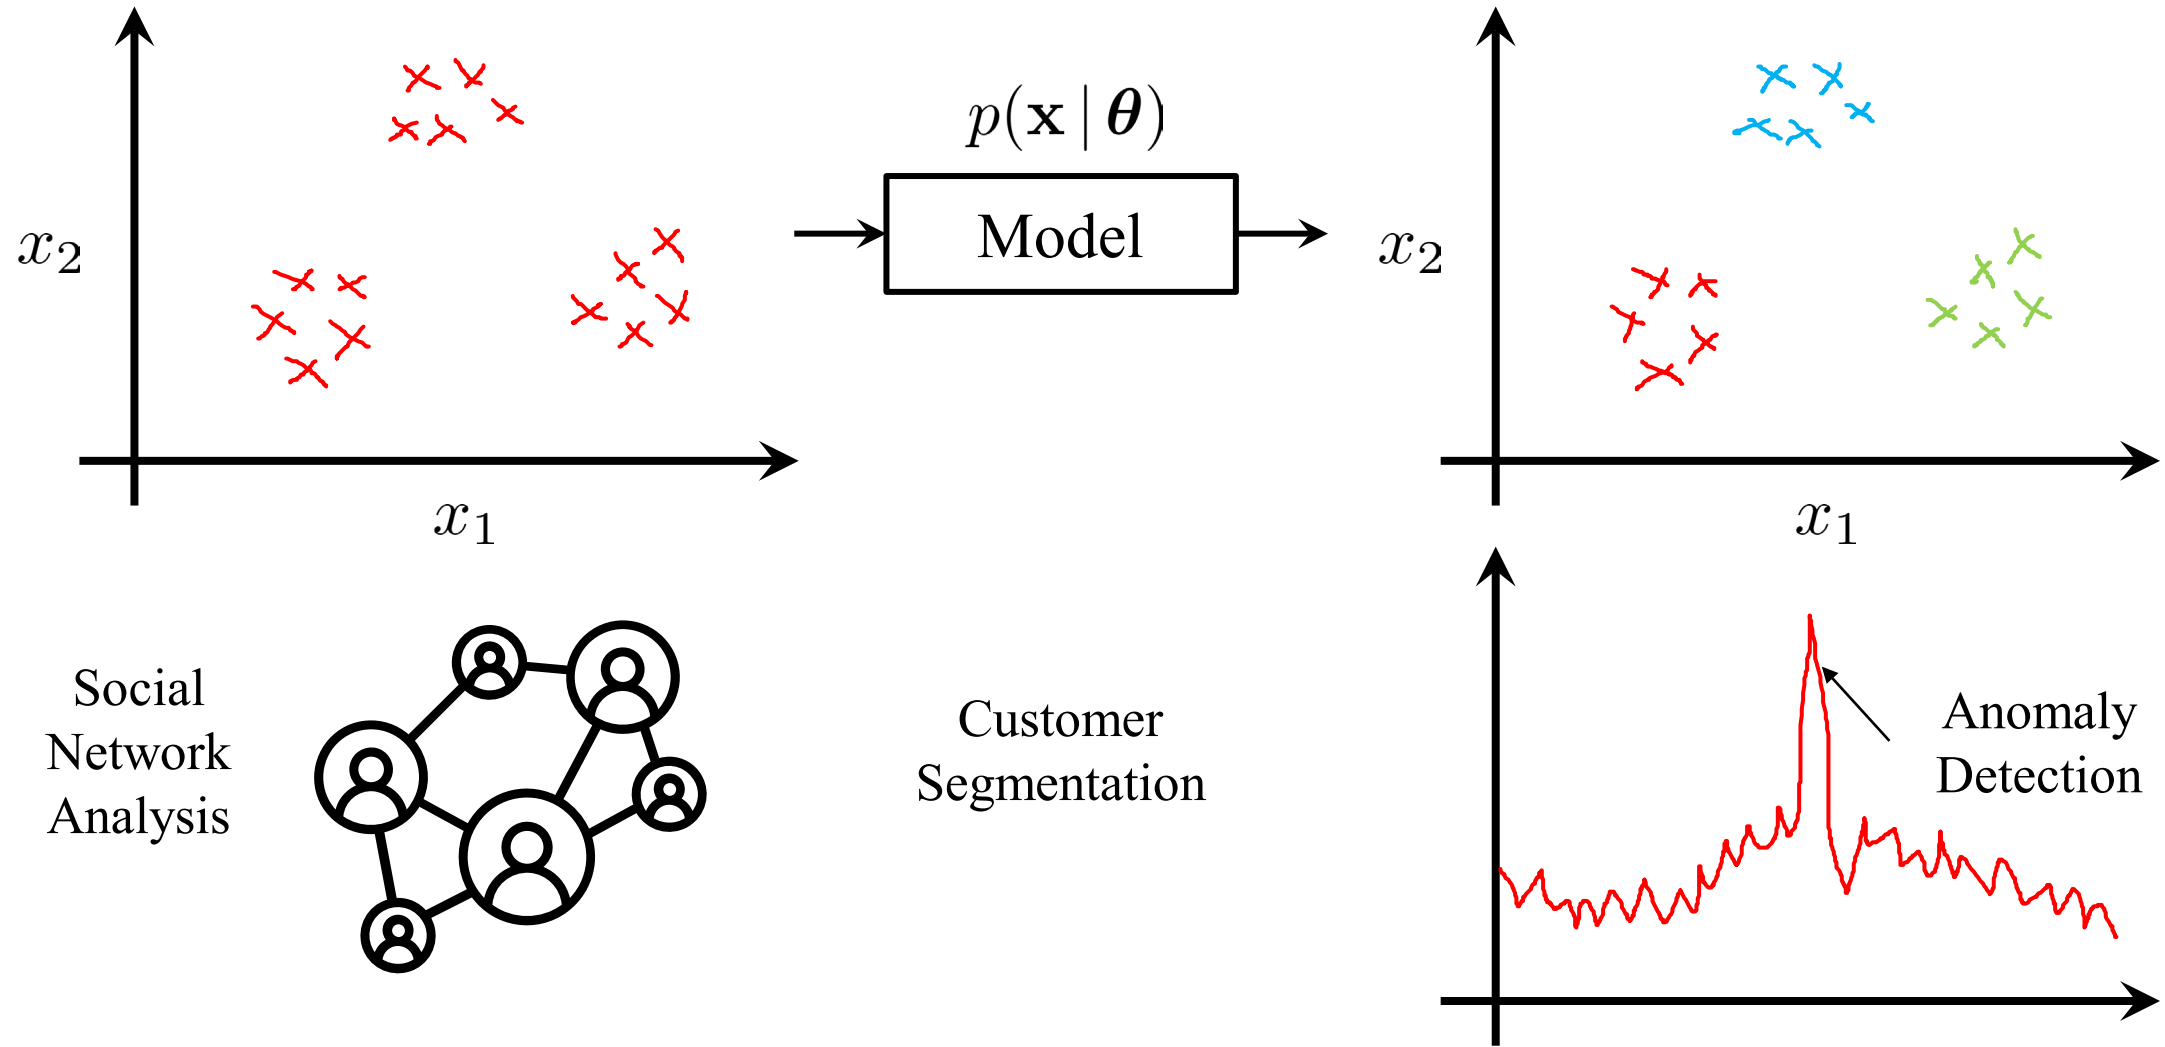 p(x | θ)
Model
x₂
x₁
x₂
x₁
Social
Network
Analysis
Customer
Segmentation
Anomaly
Detection